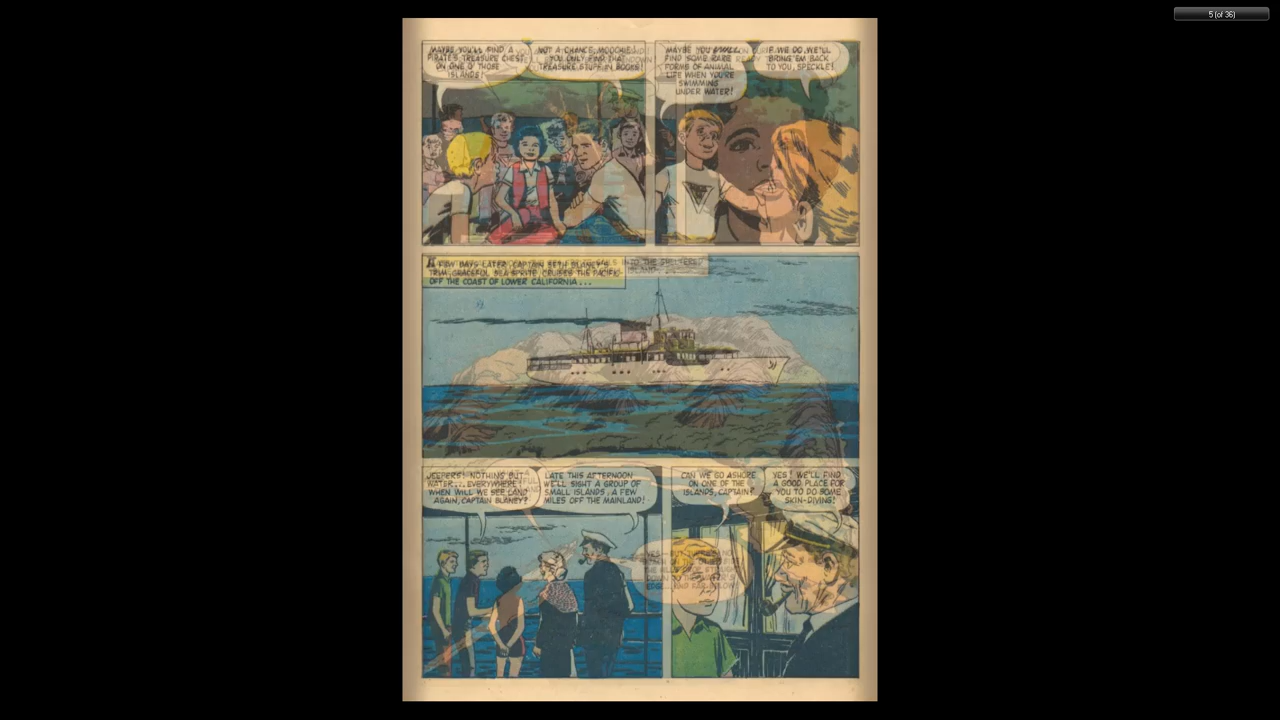 5 (of 36)
MAYBE YOU'LL FIND A
PIRATE'S TREASURE CHEST
ON ONE O' THOSE
ISLANDS!
NOT A CHANCE, MOOCHIE!
YOU ONLY FIND THAT
TREASURE STUFF IN BOOKS!
MAYBE YOU'LL
FIND SOME RARE
FORMS OF ANIMAL
LIFE WHEN YOU'RE
SWIMMING
UNDER WATER!
IF WE DO, WE'LL
BRING 'EM BACK
TO YOU, SPECKLE!
A FEW DAYS LATER, CAPTAIN SETH BLANEY'S
TRIM, GRACEFUL SEA SPRITE, CRUISES THE PACIFIC
OFF THE COAST OF LOWER CALIFORNIA...
JEEPERS! NOTHING BUT
WATER... EVERYWHERE!
WHEN WILL WE SEE LAND
AGAIN, CAPTAIN BLANEY?
LATE THIS AFTERNOON
WE'LL SIGHT A GROUP OF
SMALL ISLANDS, A FEW
MILES OFF THE MAINLAND!
CAN WE GO ASHORE
ON ONE OF THE
ISLANDS, CAPTAIN?
YES! WE'LL FIND
A GOOD PLACE FOR
YOU TO DO SOME
SKIN-DIVING!